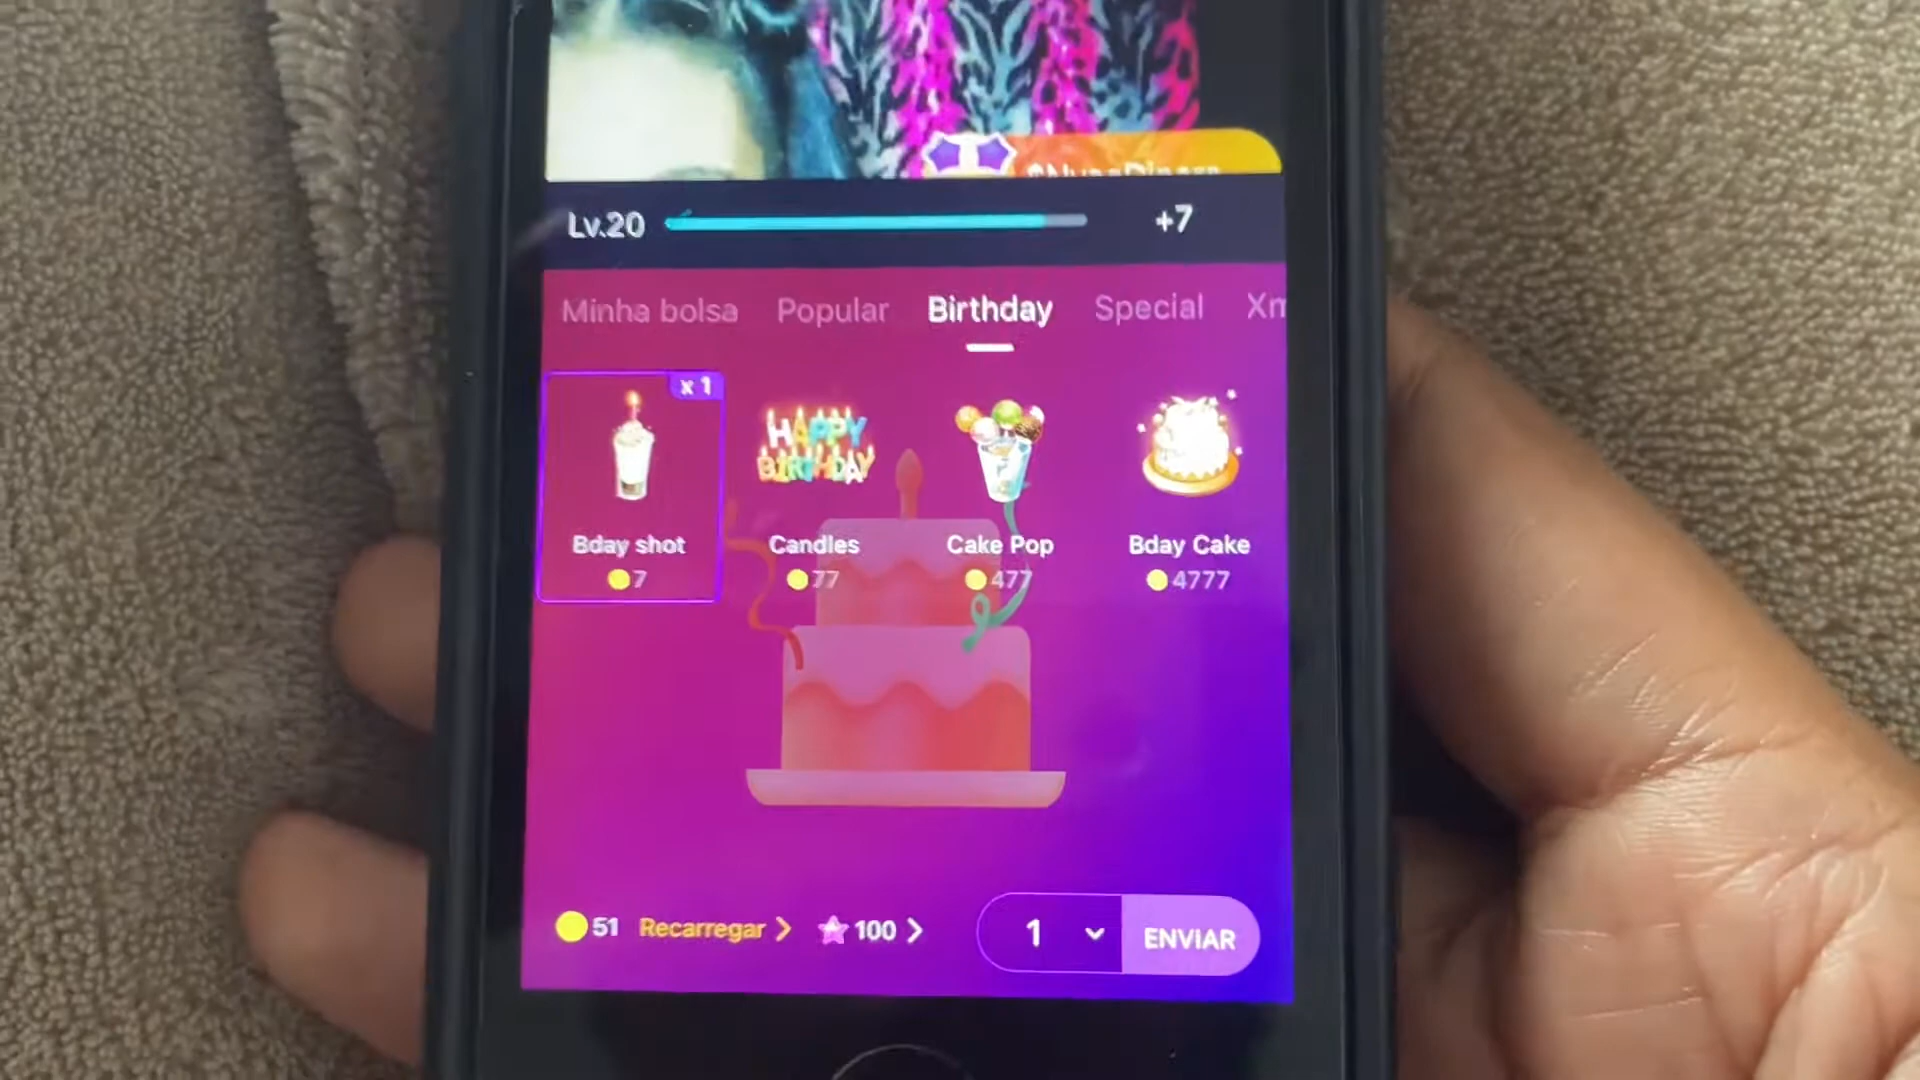 Lv.20 +7
Minha bolsa Popular Birthday Special Xm
x 1
HAPPY
BIRTHDAY
Bday shot Candles Cake Pop Bday Cake
7 77 477 4777
51 Recarregar > 100 > 1 ENVIAR